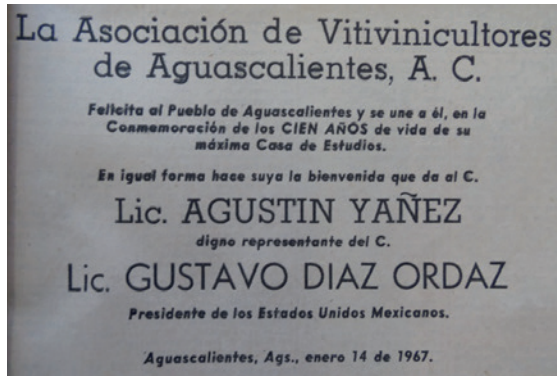 La Asociación de Vitivinicultores
de Aguascalientes, A. C.
Felicita al Pueblo de Aguascalientes y se une a él, en la
Conmemoración de los CIEN AÑOS de vida de su
máxima Casa de Estudios.
En igual forma hace suya la bienvenida que da al C.
Lic. AGUSTIN YAÑEZ
digno representante del C.
Lic. GUSTAVO DIAZ ORDAZ
Presidente de los Estados Unidos Mexicanos.
Aguascalientes, Ags., enero 14 de 1967.